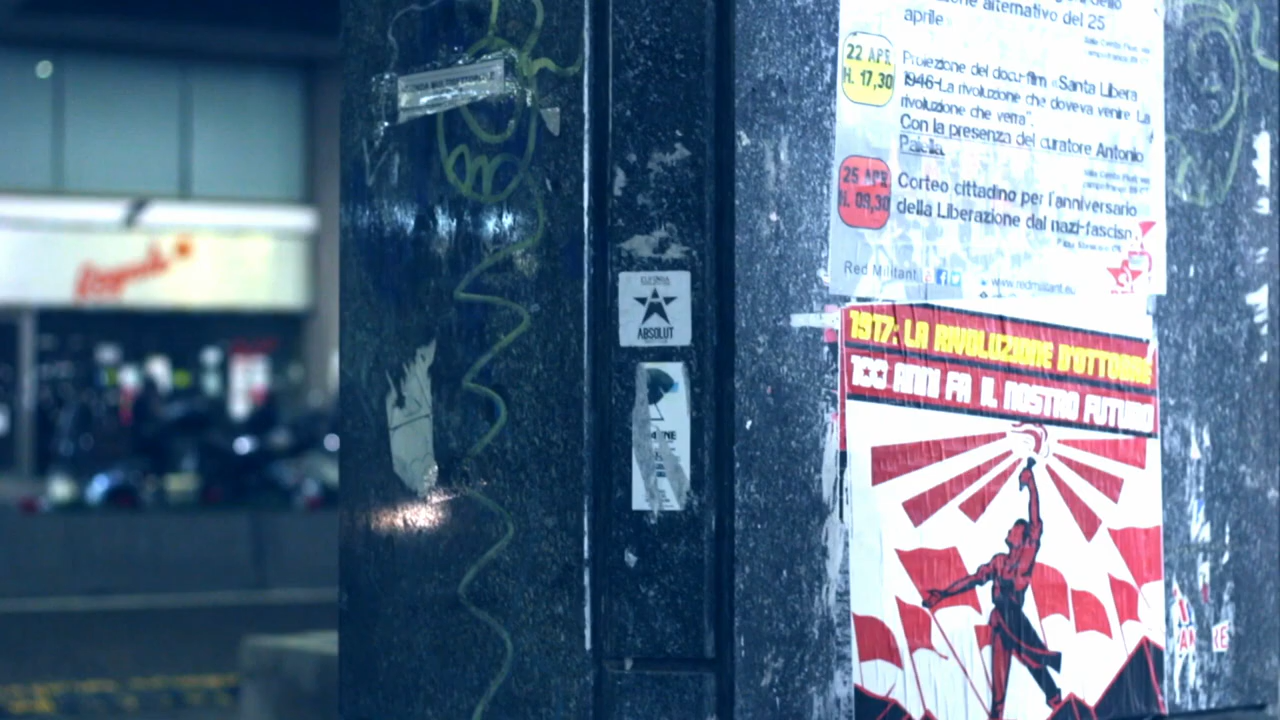 alternativo del 25
aprile
22 APR
H. 17,30
Proiezione del docu-film «Santa Libera
1946-La rivoluzione che doveva venire La
rivoluzione che verra".
Con la presenza del curatore Antonio
25 APR
H. 09,30
Corteo cittadino per l'anniversario
della Liberazione dal nazi-fascism
Red Militant
www.redmilitant.eu
ABSOLUT
1917: LA RIVOLUZIONE D'OTTOBRE
100 ANNI FA IL NOSTRO FUTURO